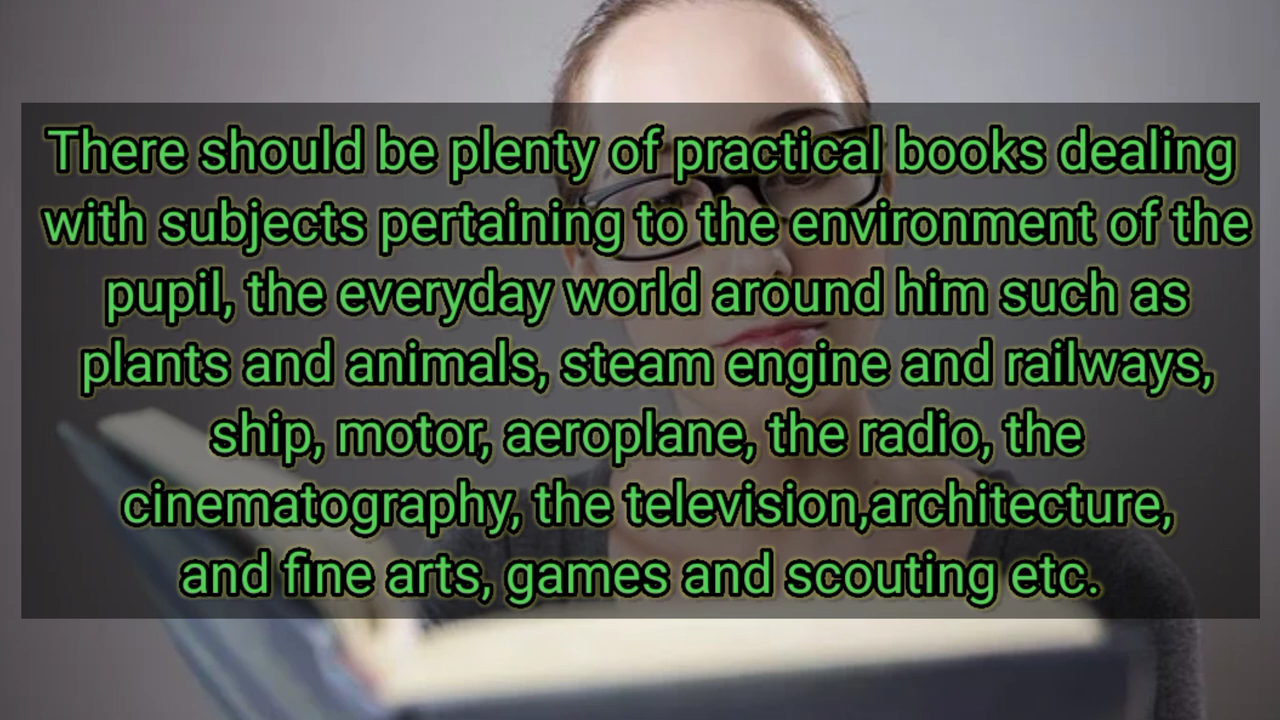 There should be plenty of practical books dealing
with subjects pertaining to the environment of the
pupil, the everyday world around him such as
plants and animals, steam engine and railways,
ship, motor, aeroplane, the radio, the
cinematography, the television,architecture,
and fine arts, games and scouting etc.